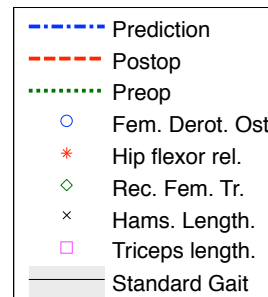 Prediction
Postop
Preop
Fem. Derot. Ost
Hip flexor rel.
Rec. Fem. Tr.
Hams. Length.
Triceps length.
Standard Gait